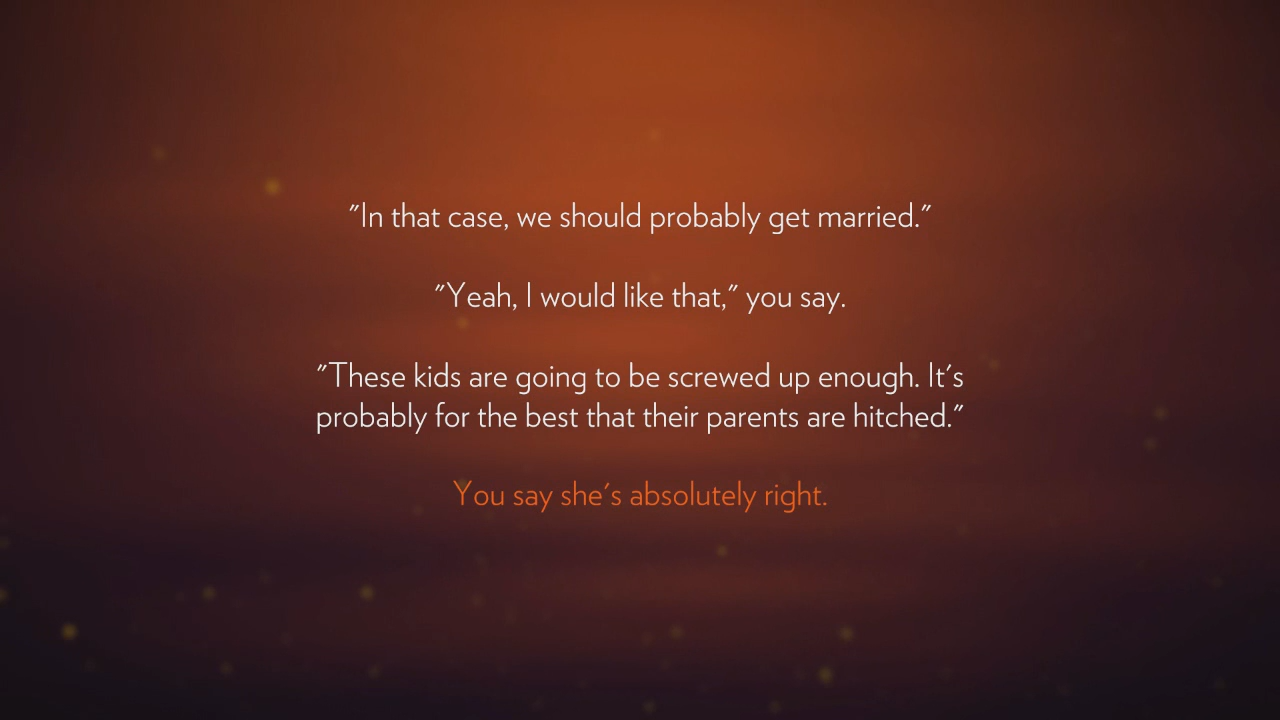 "In that case, we should probably get married."
"Yeah, I would like that," you say.
"These kids are going to be screwed up enough. It's
probably for the best that their parents are hitched."
You say she's absolutely right.